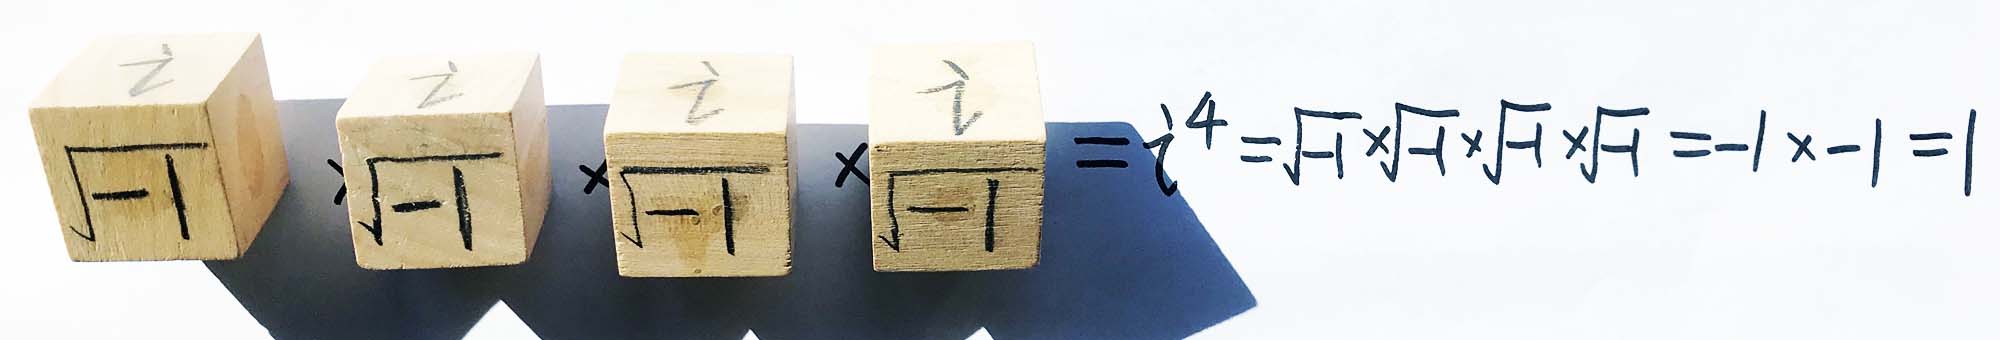 i i i i
√-1 × √-1 × √-1 × √-1 = i⁴ = √-1 × √-1 × √-1 × √-1 = -1 × -1 = 1